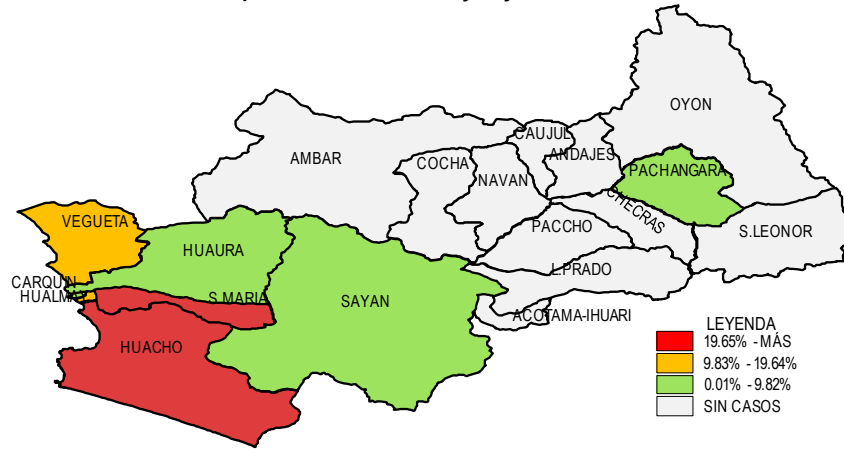 OYON
CAUJUL
AMBAR
COCHA
ANDAJES
PACHANGARA
NAVAN
CHECRAS
VEGUETA
PACCHO
S.LEONOR
HUAURA
L.PRADO
CARQUIN
HUALMAY
S.MARIA
SAYAN
ACOTAMA-IHUARI
HUACHO
LEYENDA
19.65% - MÁS
9.83% - 19.64%
0.01% - 9.82%
SIN CASOS